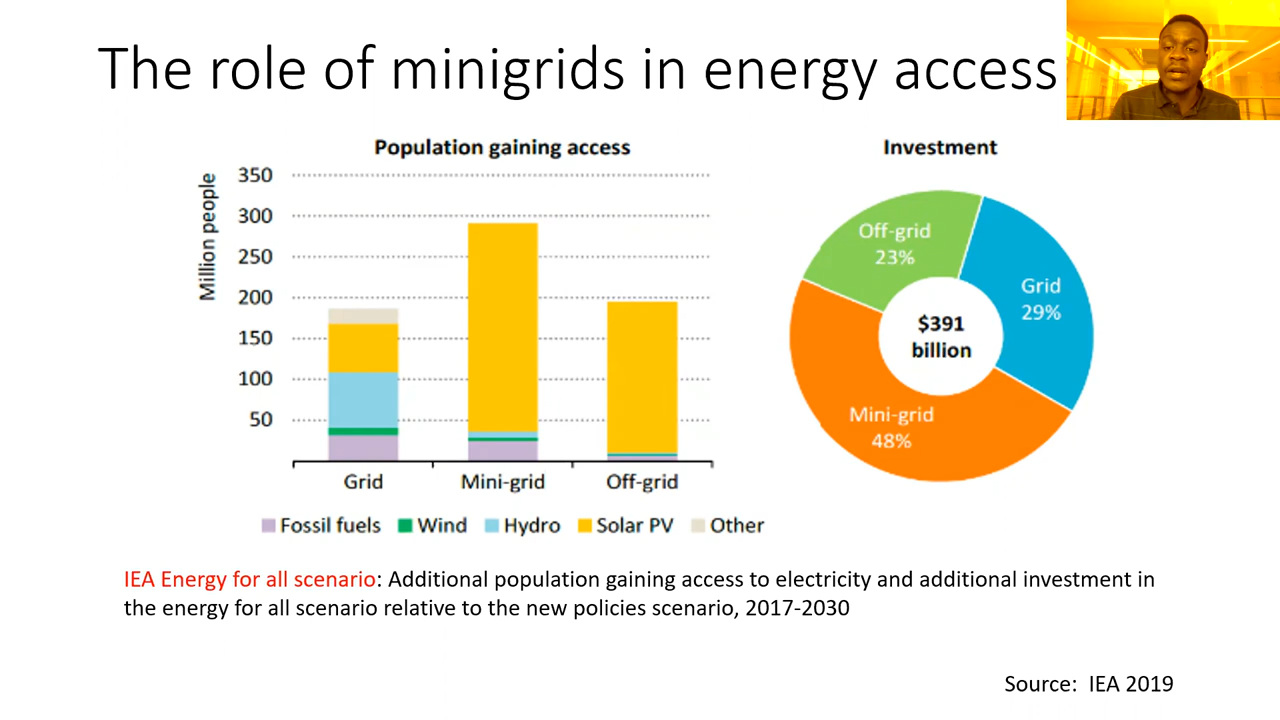 The role of minigrids in energy access
Population gaining access
Million people
350
300
250
200
150
100
50
Grid
Mini-grid
Off-grid
Fossil fuels
Wind
Hydro
Solar PV
Other
Investment
Off-grid
23%
Grid
29%
$391
billion
Mini-grid
48%
IEA Energy for all scenario: Additional population gaining access to electricity and additional investment in
the energy for all scenario relative to the new policies scenario, 2017-2030
Source: IEA 2019